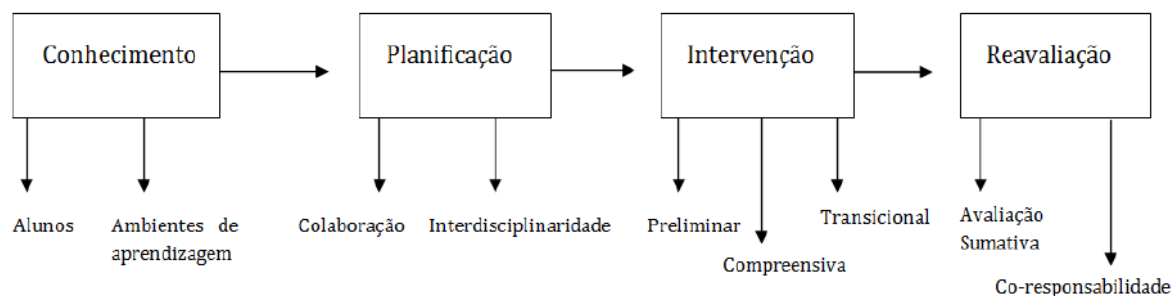 Conhecimento
Planificação
Intervenção
Reavaliação
Alunos
Ambientes de
aprendizagem
Colaboração
Interdisciplinaridade
Preliminar
Compreensiva
Transicional
Avaliação
Sumativa
Co-responsabilidade